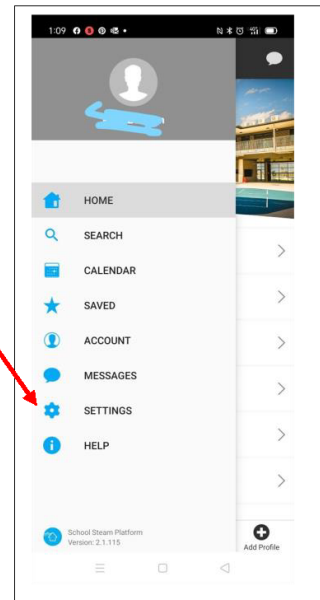 1:09
HOME
SEARCH
CALENDAR
SAVED
ACCOUNT
MESSAGES
SETTINGS
HELP
School Steam Platform
Version: 2.1.115
Add Profile